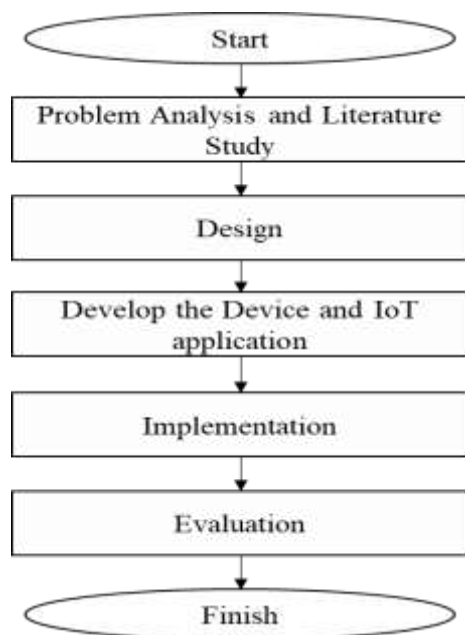 Start
Problem Analysis and Literature
Study
Design
Develop the Device and IoT
application
Implementation
Evaluation
Finish